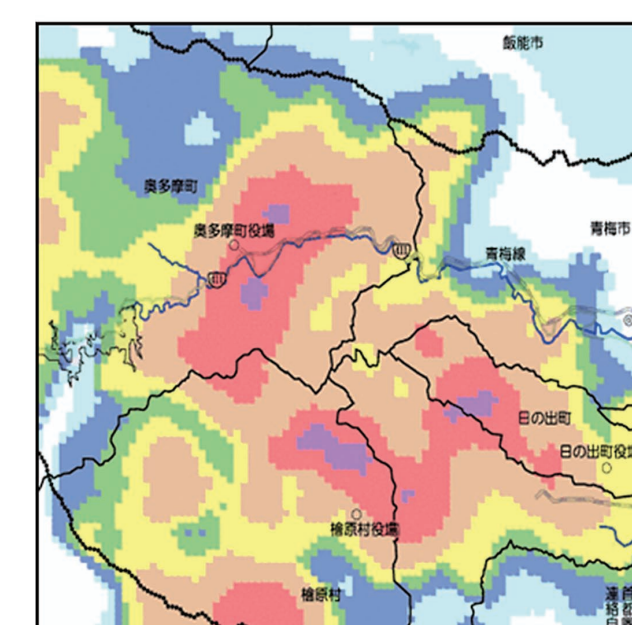 飯能市
奥多摩町
奥多摩町役場
青梅市
青梅線
日の出町
日の出町役場
檜原村役場
檜原村